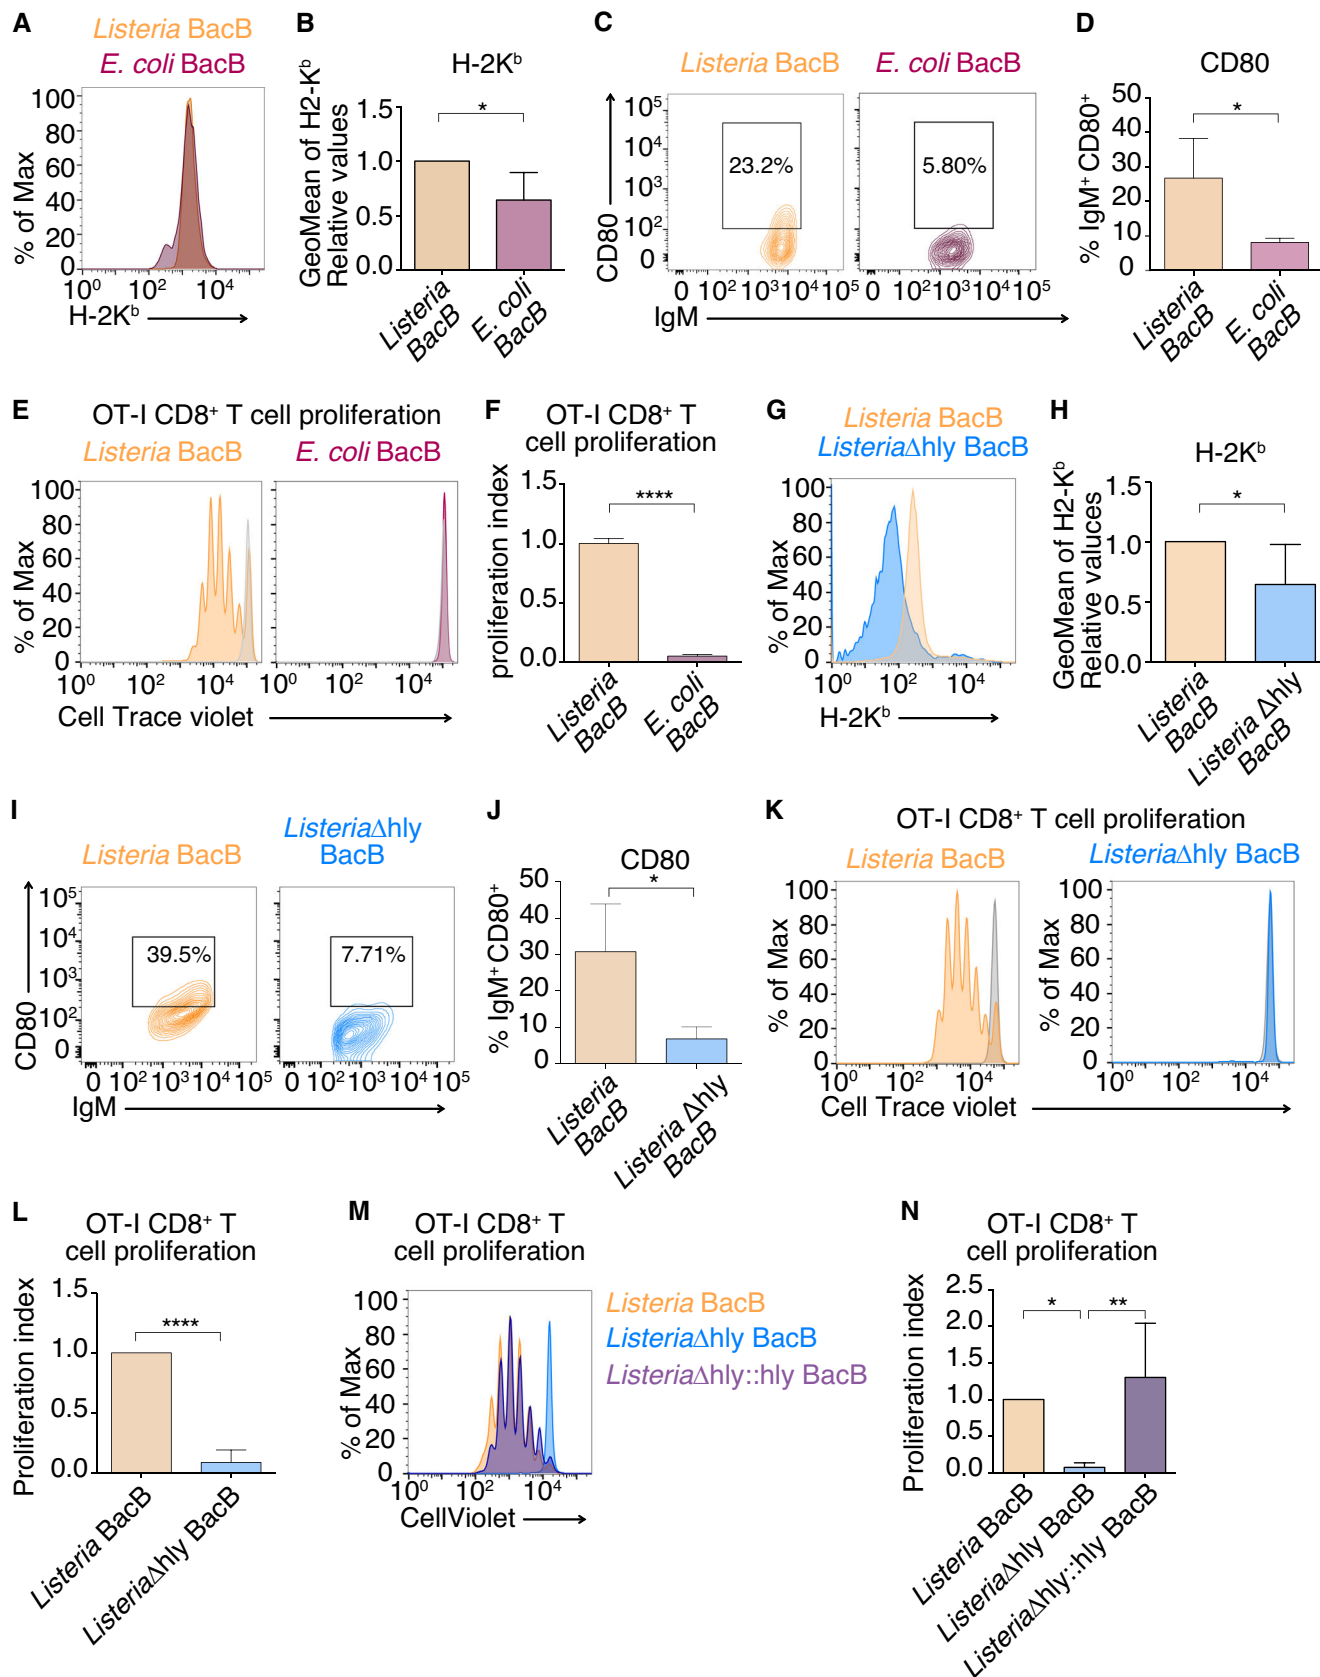 A
Listeria BacB
E. coli BacB
% of Max
100
80
60
40
20
0
10⁰ 10² 10⁴
H-2Kᵇ
B
H-2Kᵇ
GeoMean of H2-Kᵇ
Relative values
1.5
1.0
0.5
0.0
*
Listeria
BacB
E. coli
BacB
C
Listeria BacB
E. coli BacB
CD80
10⁵
10⁴
10³
10²
0
23.2%
5.80%
0 10² 10³ 10⁴ 10⁵
0 10² 10³ 10⁴ 10⁵
IgM
D
CD80
% IgM⁺CD80⁺
50
40
30
20
10
0
*
Listeria
BacB
E. coli
BacB
E
OT-I CD8⁺ T cell proliferation
Listeria BacB
E. coli BacB
% of Max
100
80
60
40
20
0
10⁰ 10² 10⁴
10⁰ 10² 10⁴
Cell Trace violet
F
OT-I CD8⁺ T
cell proliferation
proliferation index
1.5
1.0
0.5
0.0
****
Listeria
BacB
E. coli
BacB
G
Listeria BacB
ListeriaΔhly BacB
% of Max
100
80
60
40
20
0
10⁰ 10² 10⁴
H-2Kᵇ
H
H-2Kᵇ
GeoMean of H2-Kᵇ
Relative valuces
1.5
1.0
0.5
0.0
*
Listeria
BacB
Listeria Δhly
BacB
I
Listeria BacB
ListeriaΔhly
BacB
CD80
10⁵
10⁴
10³
10²
0
39.5%
7.71%
0 10² 10³ 10⁴ 10⁵
0 10² 10³ 10⁴ 10⁵
IgM
J
CD80
% IgM⁺CD80⁺
50
40
30
20
10
0
*
Listeria
BacB
Listeria Δhly
BacB
K
OT-I CD8⁺ T cell proliferation
Listeria BacB
ListeriaΔhly BacB
% of Max
100
80
60
40
20
0
10⁰ 10² 10⁴
% of Max
100
80
60
40
20
0
10⁰ 10² 10⁴
Cell Trace violet
L
OT-I CD8⁺ T
cell proliferation
Proliferation index
1.5
1.0
0.5
0.0
****
Listeria BacB
ListeriaΔhly BacB
M
OT-I CD8⁺ T
cell proliferation
% of Max
100
80
60
40
20
0
10⁰ 10² 10⁴
CellViolet
Listeria BacB
ListeriaΔhly BacB
ListeriaΔhly::hly BacB
N
OT-I CD8⁺ T
cell proliferation
Proliferation index
2.5
2.0
1.5
1.0
0.5
0.0
*
**
Listeria BacB
ListeriaΔhly BacB
ListeriaΔhly::hly BacB